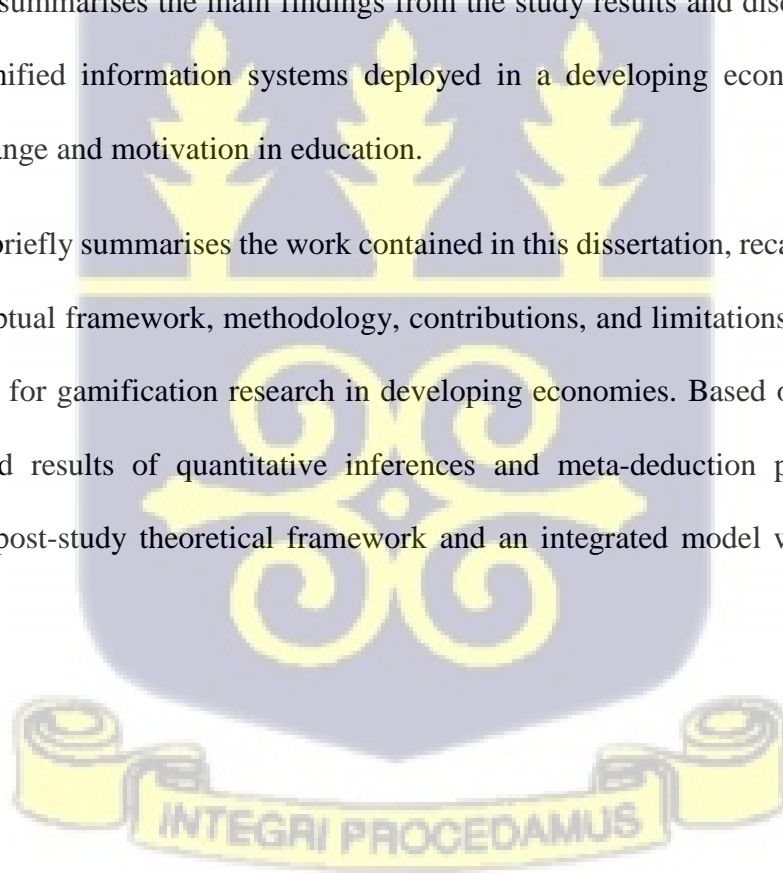 summarises the main findings from the study results and disc
nified information systems deployed in a developing econ
ange and motivation in education.
riefly summarises the work contained in this dissertation, reca
ptual framework, methodology, contributions, and limitations
for gamification research in developing economies. Based o
d results of quantitative inferences and meta-deduction p
post-study theoretical framework and an integrated model w
INTEGRI PROCEDAMUS